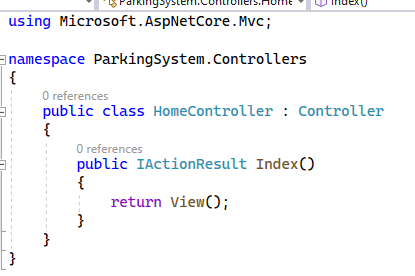 ParkingSystem.Controllers.Home
Index()
using Microsoft.AspNetCore.Mvc;
namespace ParkingSystem.Controllers
{
0 references
public class HomeController : Controller
{
0 references
public IActionResult Index()
{
return View();
}
}
}